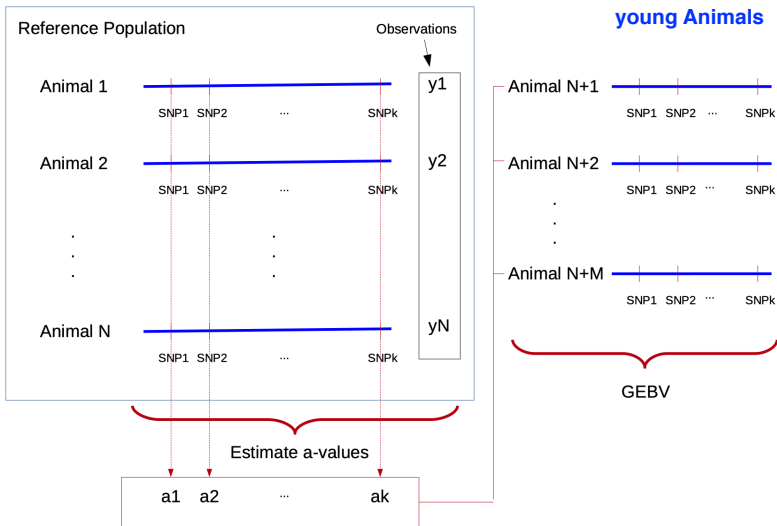 young Animals
Reference Population
Observations
Animal 1
y1
SNP1 SNP2 ... SNPk
Animal 2
y2
SNP1 SNP2 ... SNPk
. .
. .
. .
Animal N
yN
SNP1 SNP2 ... SNPk
Estimate a-values
a1 a2 ... ak
Animal N+1
SNP1 SNP2 ... SNPk
Animal N+2
SNP1 SNP2 ... SNPk
.
.
.
Animal N+M
SNP1 SNP2 ... SNPk
GEBV